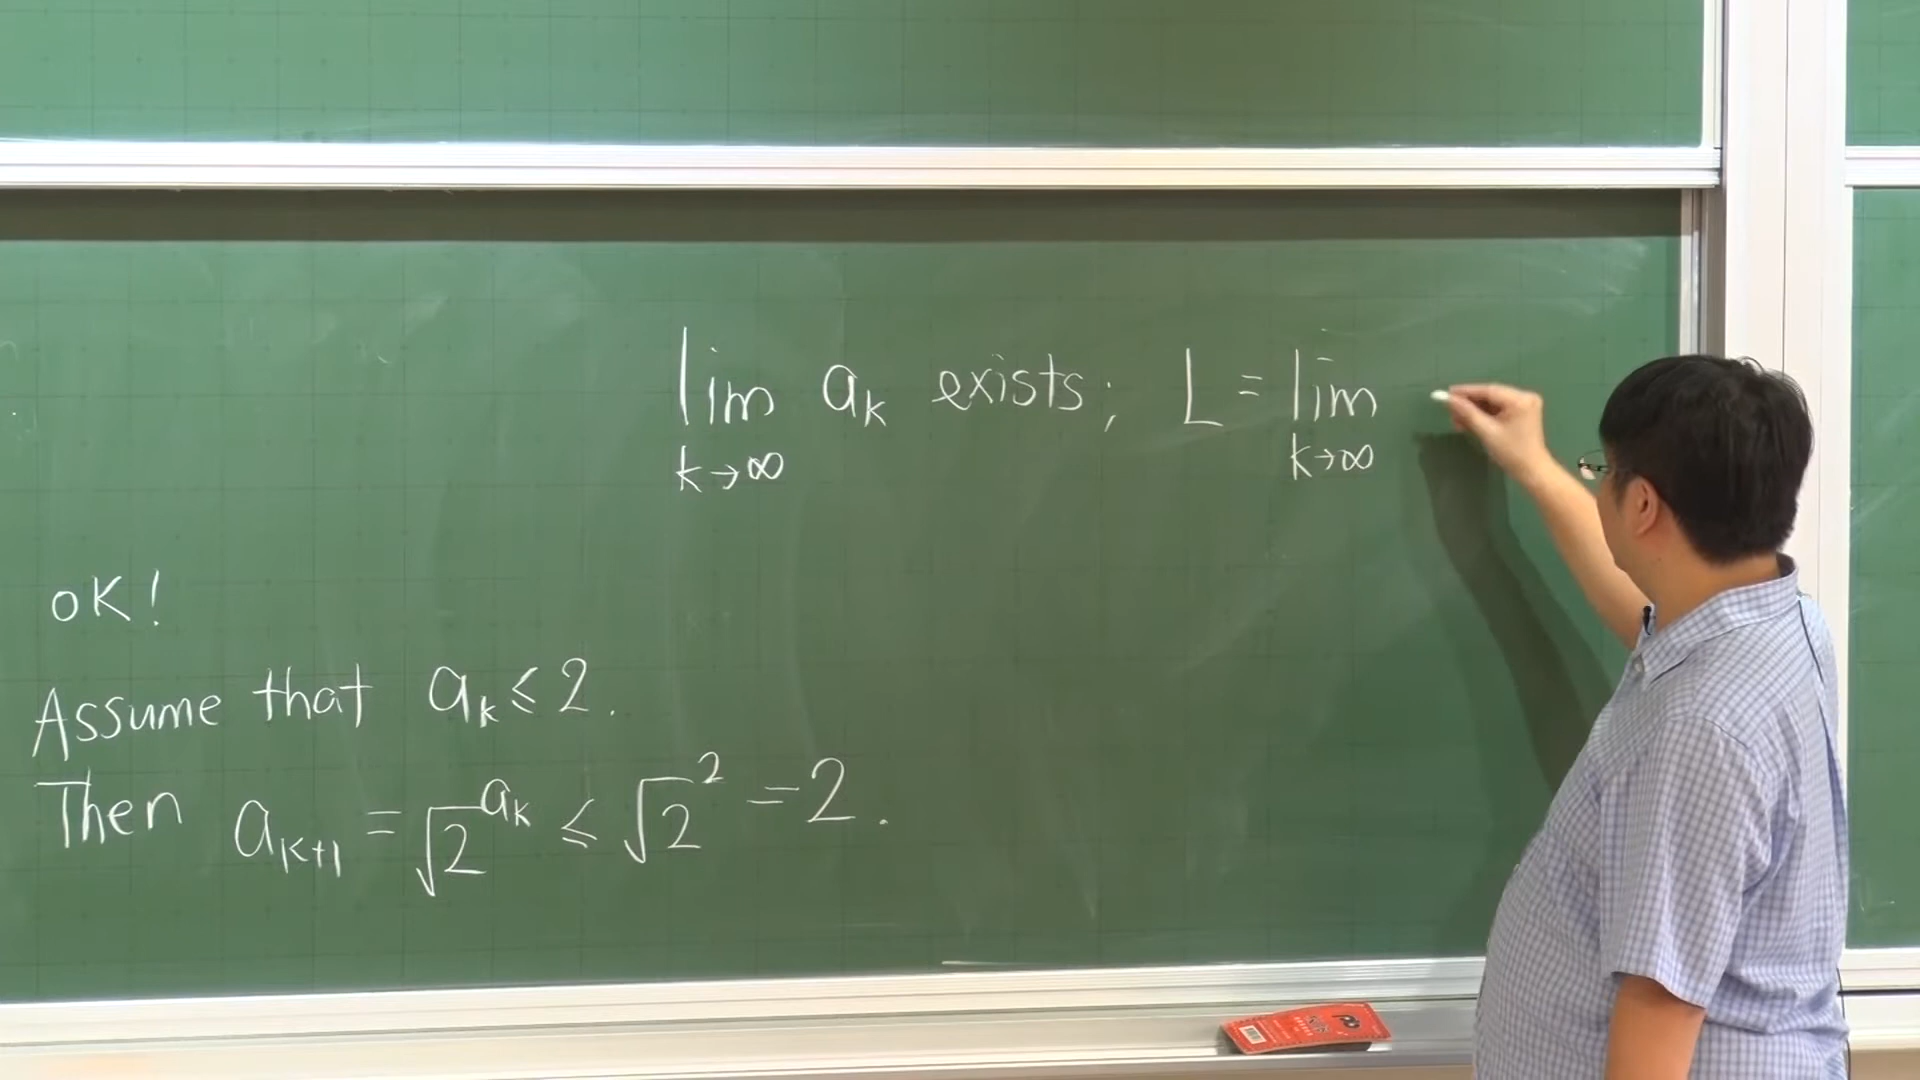 lim a_k exists; L = lim
k→∞ k→∞
OK!
Assume that a_k ≤ 2.
Then a_{k+1} = √2^{a_k} ≤ √2^2 = 2.